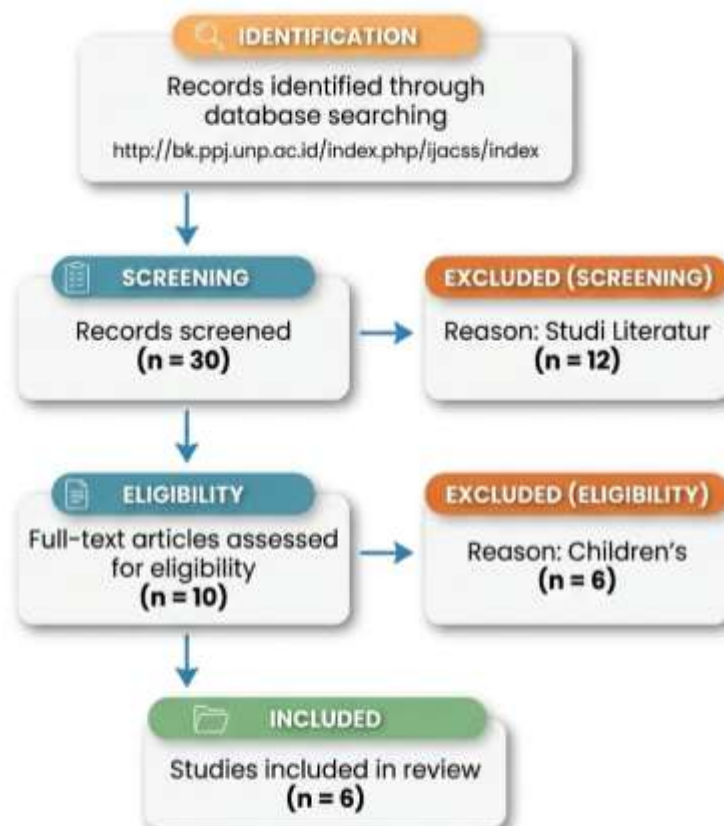 IDENTIFICATION
Records identified through
database searching
http://bk.ppj.unp.ac.id/index.php/ijacss/index
SCREENING
Records screened
(n = 30)
EXCLUDED (SCREENING)
Reason: Studi Literatur
(n = 12)
ELIGIBILITY
Full-text articles assessed
for eligibility
(n = 10)
EXCLUDED (ELIGIBILITY)
Reason: Children's
(n = 6)
INCLUDED
Studies included in review
(n = 6)